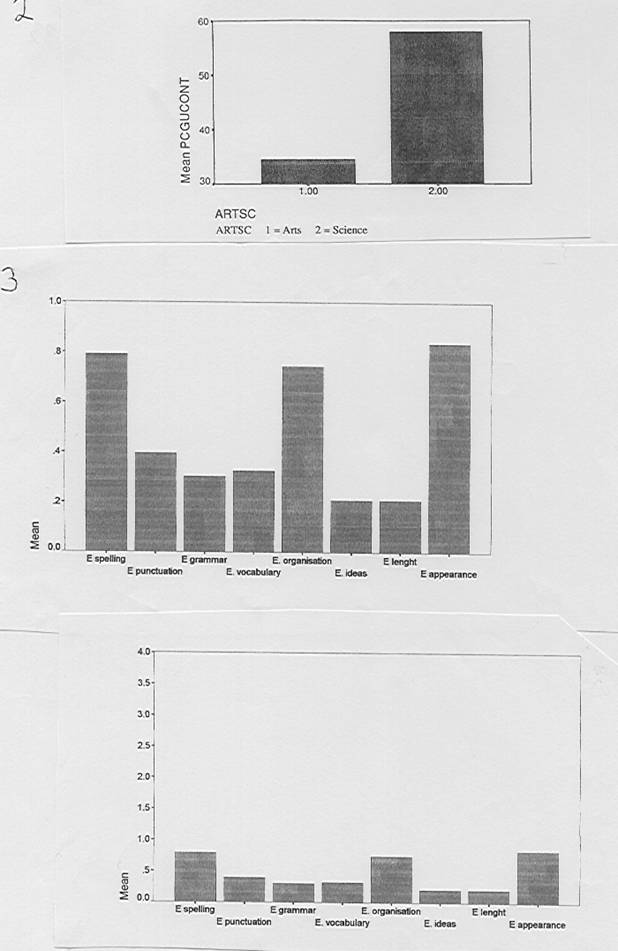 2
60
50
40
30
Mean PCGUCONT
1.00 2.00
ARTSC
ARTSC 1 = Arts 2 = Science
3
1.0
.8
.6
.4
.2
0.0
Mean
E spelling E grammar E. organisation E lenght
E punctuation E. vocabulary E. ideas E appearance
4.0
3.5
3.0
2.5
2.0
1.5
1.0
.5
0.0
Mean
E spelling E grammar E. organisation E lenght
E punctuation E. vocabulary E. ideas E appearance